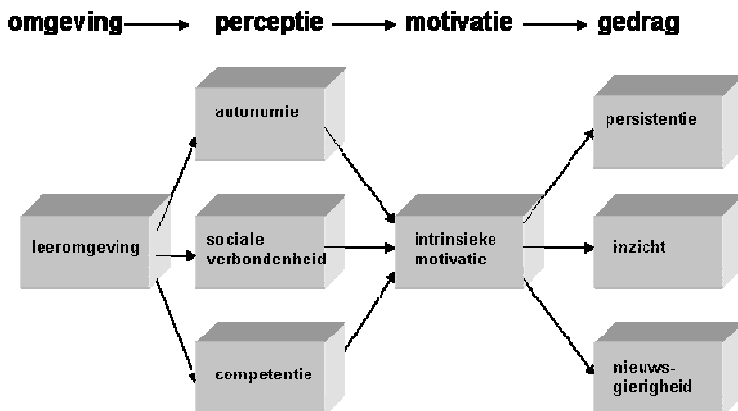 omgeving perceptie motivatie gedrag
autonomie
persistentie
leeromgeving
sociale
verbondenheid
intrinsieke
motivatie
inzicht
competentie
nieuws-
gierigheid